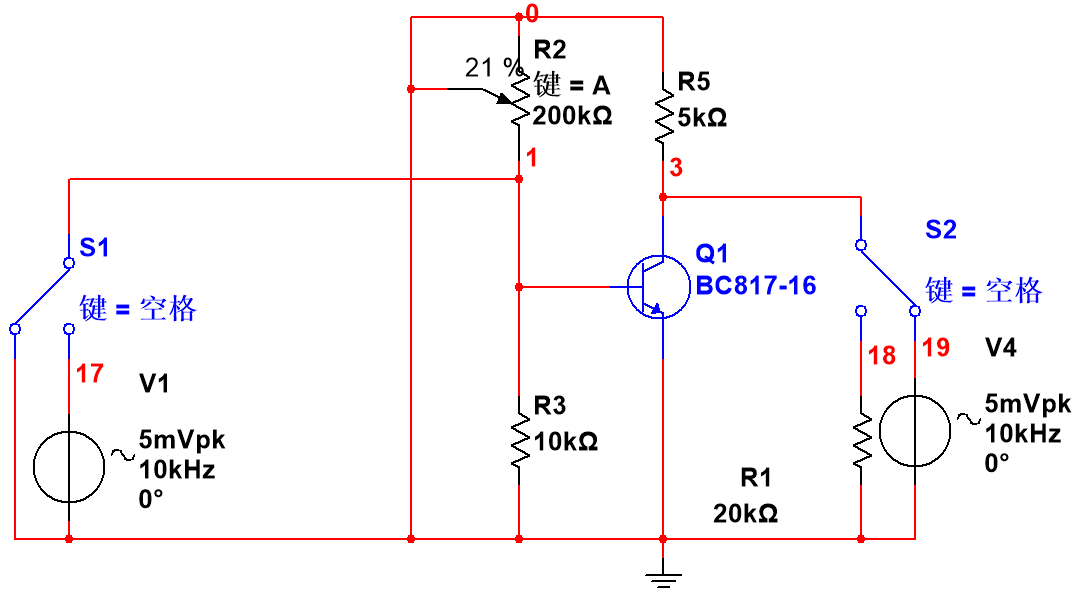 0
R2
21 %
键 = A
200kΩ
R5
5kΩ
1
3
S1
键 = 空格
Q1
BC817-16
S2
键 = 空格
17
V1
5mVpk
10kHz
0°
R3
10kΩ
18
19
V4
5mVpk
10kHz
0°
R1
20kΩ